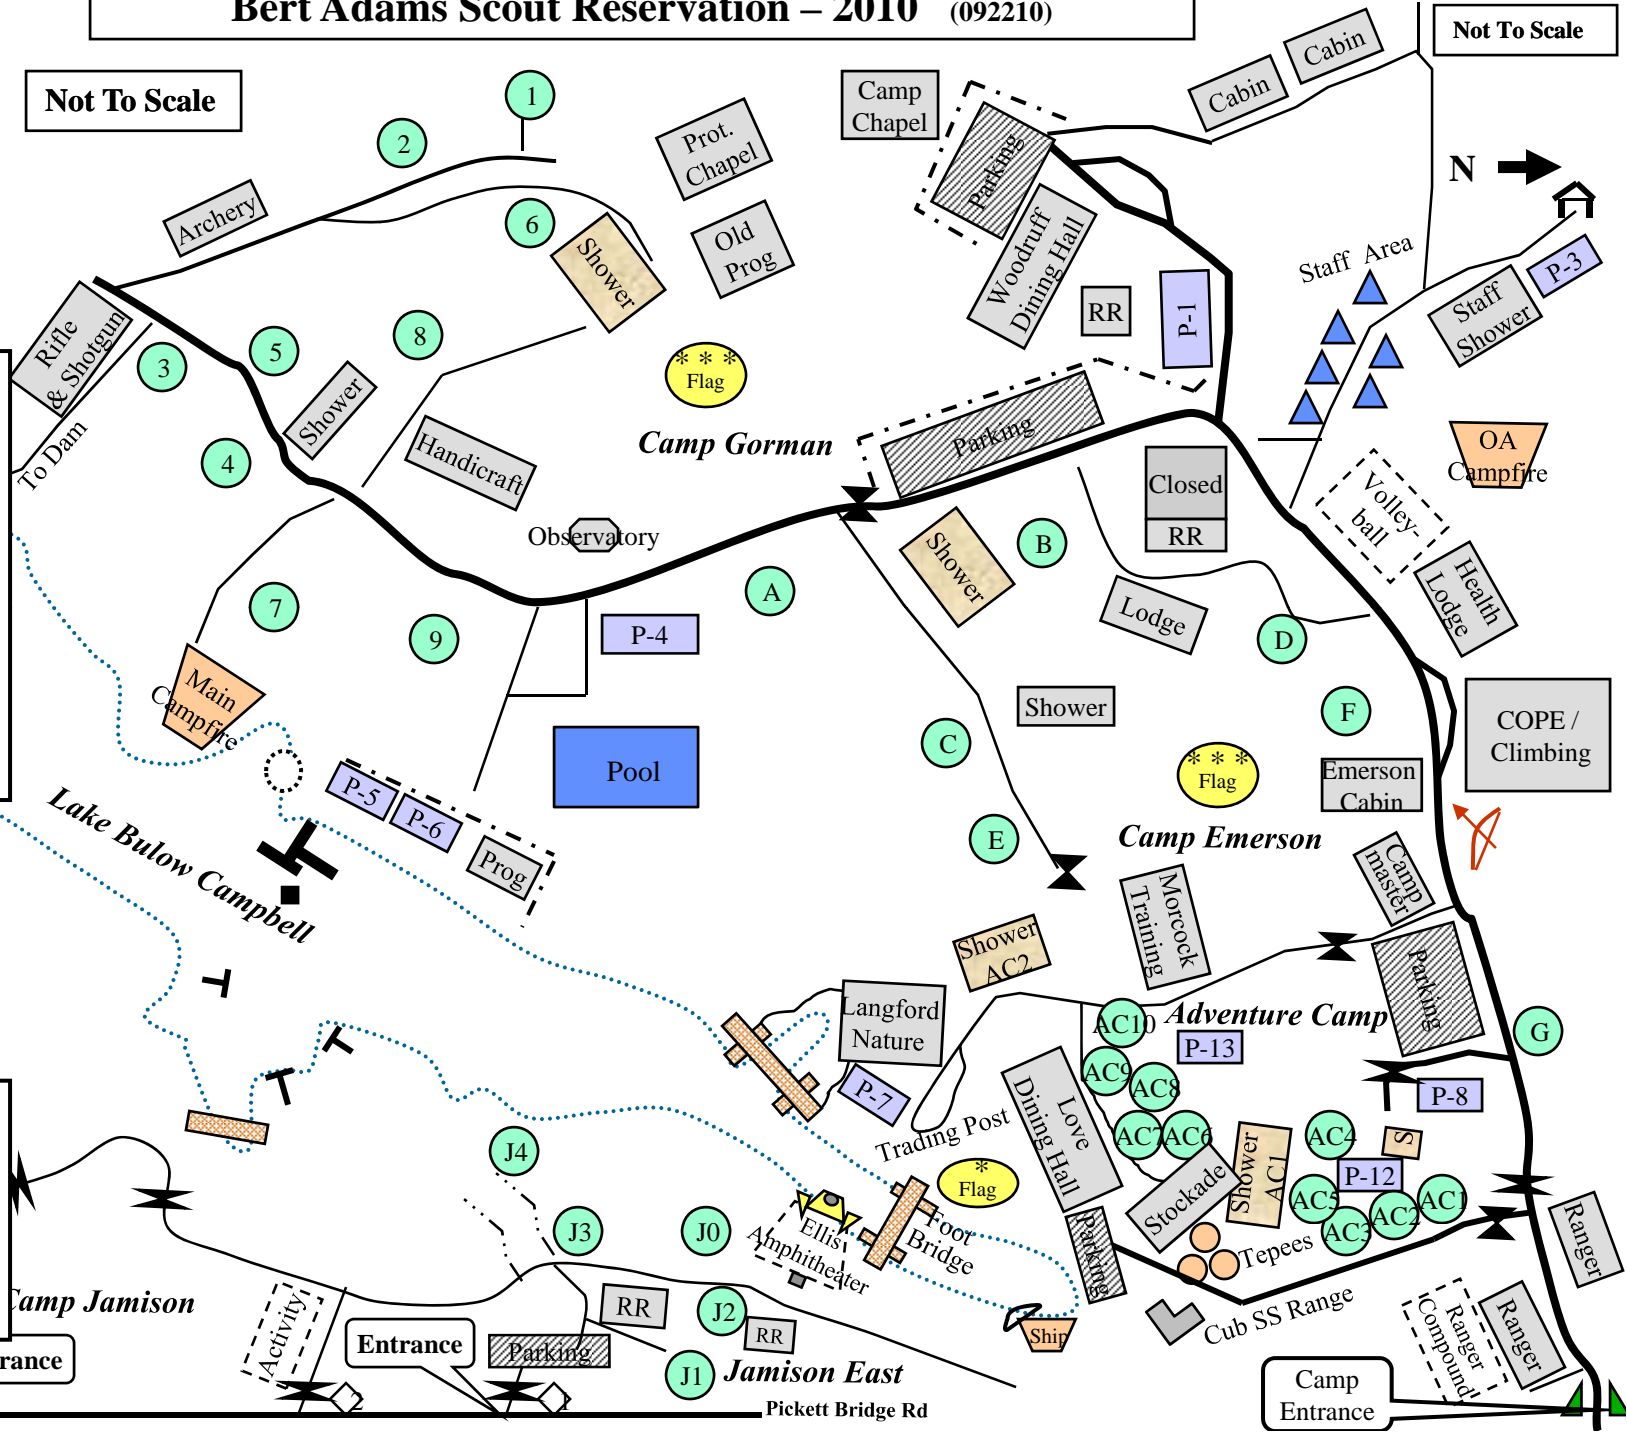 Bert Adams Scout Reservation – 2010 (092210)
Not To Scale
Not To Scale
N
1
2
Archery
6
Shower
Prot.
Chapel
Old
Prog
Camp
Chapel
Parking
Woodruff
Dining Hall
RR
P-1
Cabin
Cabin
Staff Area
P-3
Staff
Shower
OA
Campfire
Rifle
& Shotgun
3
5
8
Shower
* * *
Flag
Camp Gorman
Parking
To Dam
4
Handicraft
Observatory
Closed
RR
Volley-
ball
Health
Lodge
Shower
B
A
Lodge
D
7
9
P-4
Main
Campfire
Shower
C
F
COPE /
Climbing
Pool
* * *
Flag
Emerson
Cabin
P-5
P-6
Prog
E
Camp Emerson
Camp
master
Lake Bulow Campbell
Morcock
Training
Shower
AC2
Parking
Langford
Nature
P-7
AC10
Adventure Camp
P-13
G
AC9
AC8
P-8
Trading Post
Love
Dining Hall
AC7
AC6
Shower
AC1
AC4
S
P-12
J4
*
Flag
Stockade
AC5
AC3
AC2
AC1
J3
J0
Ellis
Amphitheater
Foot
Bridge
Parking
Tepees
Ranger
Camp Jamison
Activity
RR
J2
RR
Ship
Cub SS Range
Ranger
Compound
Ranger
rance
Entrance
Parking
J1
Jamison East
2
1
Pickett Bridge Rd
Camp
Entrance